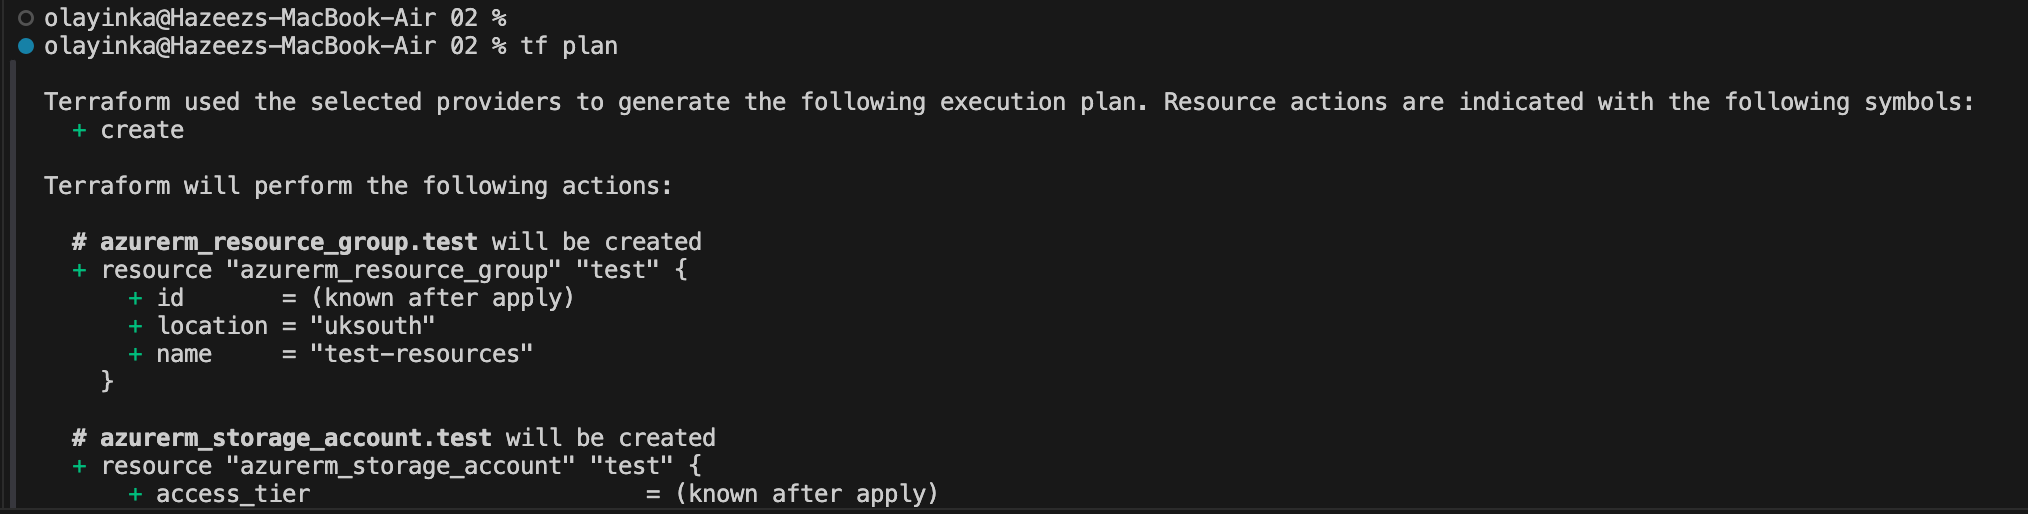 olayinka@Hazeezs-MacBook-Air 02 %
olayinka@Hazeezs-MacBook-Air 02 % tf plan
Terraform used the selected providers to generate the following execution plan. Resource actions are indicated with the following symbols:
+ create
Terraform will perform the following actions:
# azurerm_resource_group.test will be created
+ resource "azurerm_resource_group" "test" {
+ id       = (known after apply)
+ location = "uksouth"
+ name     = "test-resources"
}
# azurerm_storage_account.test will be created
+ resource "azurerm_storage_account" "test" {
+ access_tier                        = (known after apply)